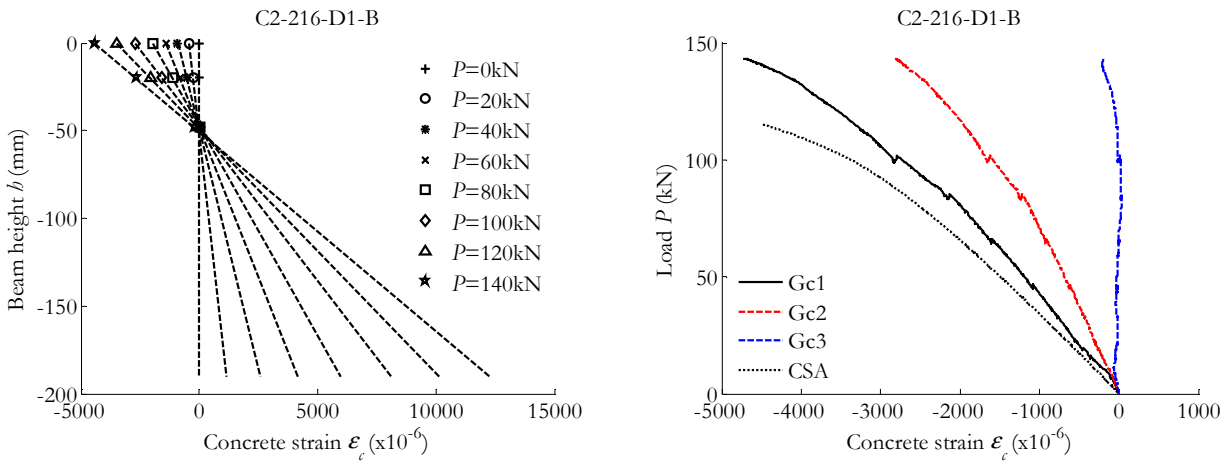 C2-216-D1-B
0
-50
-100
-150
-200
-5000 0 5000 10000 15000
Beam height h (mm)
Concrete strain εc (x10-6)
P=0kN
P=20kN
P=40kN
P=60kN
P=80kN
P=100kN
P=120kN
P=140kN
C2-216-D1-B
150
100
50
0
-5000 -4000 -3000 -2000 -1000 0 1000
Load P (kN)
Concrete strain εc (x10-6)
Gc1
Gc2
Gc3
CSA